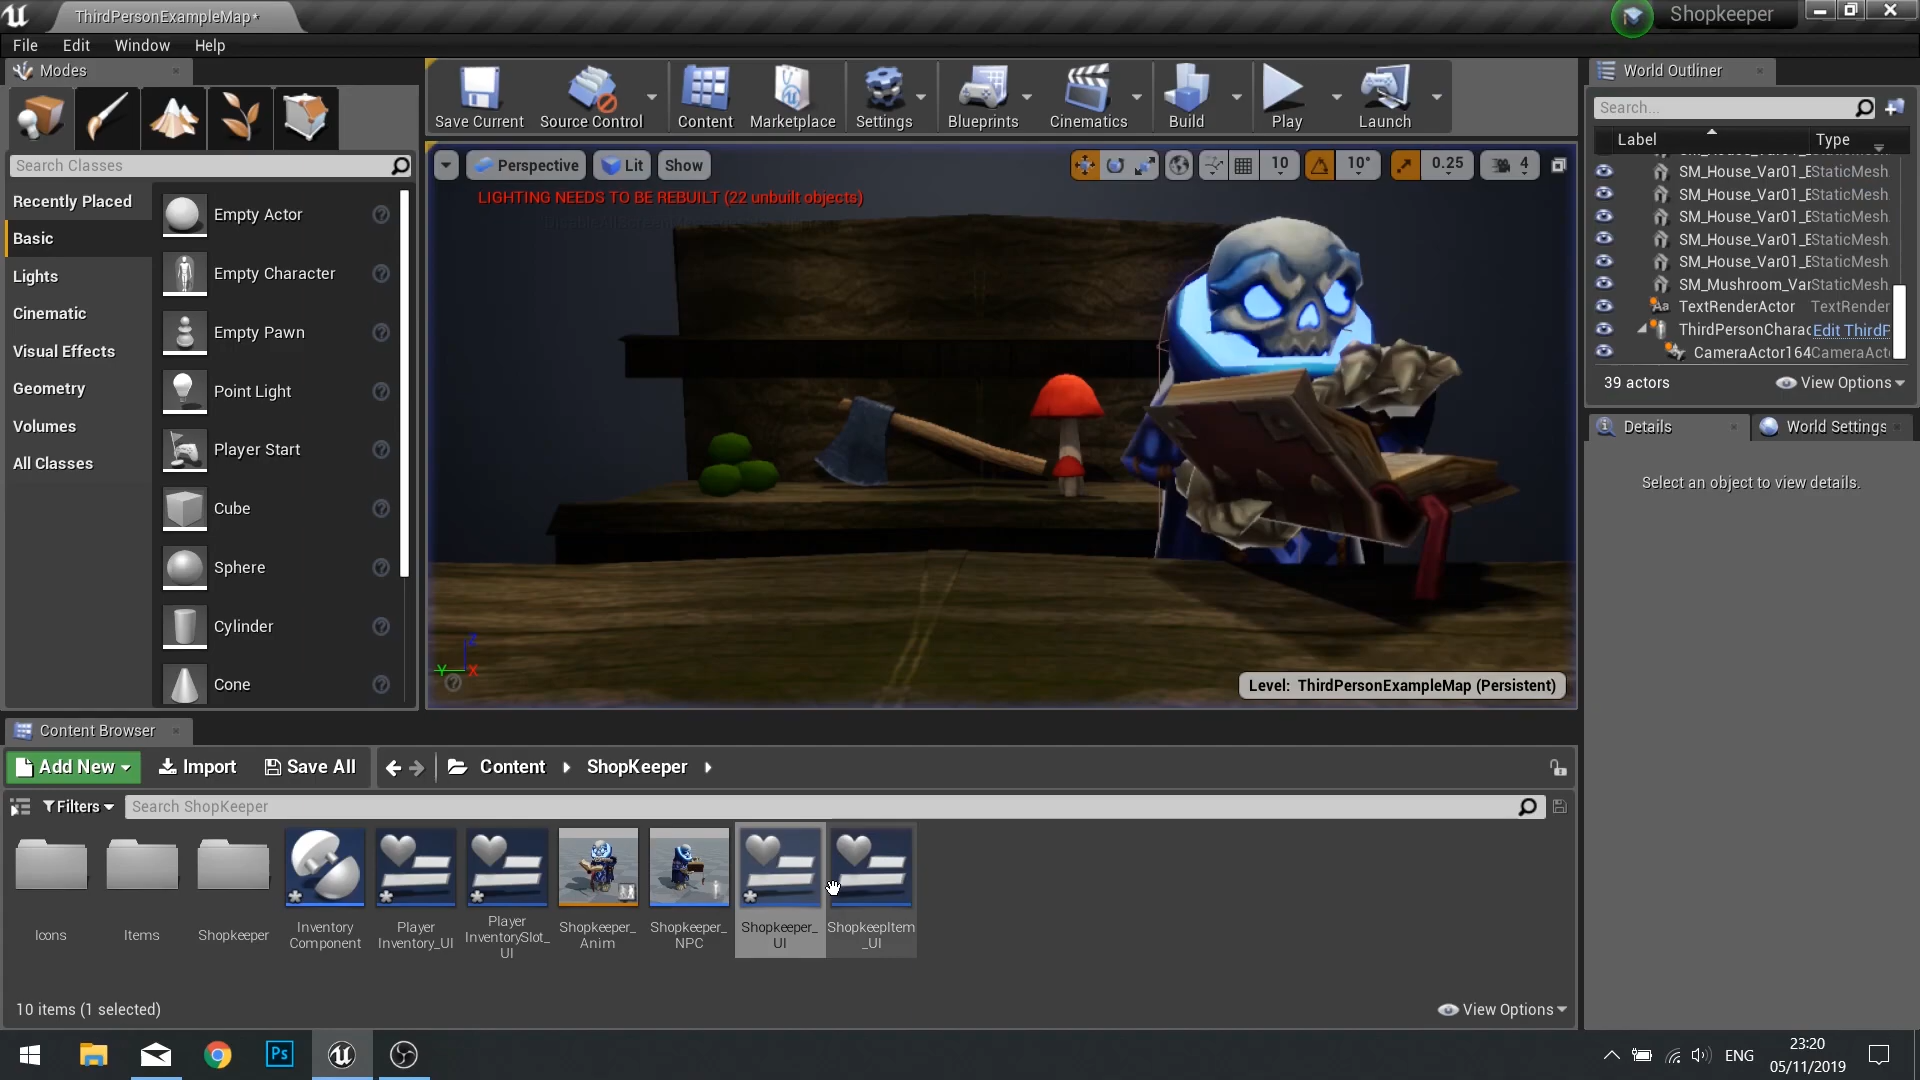 ThirdPersonExampleMap*
Shopkeeper
File Edit Window Help
Modes
World Outliner
Save Current
Source Control
Content
Marketplace
Settings
Blueprints
Cinematics
Build
Play
Launch
Search...
Label Type
Search Classes
Perspective
Lit
Show
10
10°
0.25
4
LIGHTING NEEDS TO BE REBUILT (22 unbuilt objects)
Recently Placed
Basic
Lights
Cinematic
Visual Effects
Geometry
Volumes
All Classes
Empty Actor
Empty Character
Empty Pawn
Point Light
Player Start
Cube
Sphere
Cylinder
Cone
SM_House_Var01_E StaticMesh
SM_House_Var01_E StaticMesh
SM_House_Var01_E StaticMesh
SM_House_Var01_E StaticMesh
SM_House_Var01_E StaticMesh
SM_Mushroom_Var StaticMesh
TextRenderActor TextRender
ThirdPersonCharac Edit ThirdP
CameraActor164 CameraActo
39 actors
View Options
Details
World Settings
Select an object to view details.
Z
Y
X
Level: ThirdPersonExampleMap (Persistent)
Content Browser
Add New
Import
Save All
Content
ShopKeeper
Filters
Search ShopKeeper
Icons
Items
Shopkeeper
Inventory
Component
Player
Inventory_UI
Player
InventorySlot_
UI
Shopkeeper_
Anim
Shopkeeper_
NPC
Shopkeeper_
UI
ShopkepItem
_UI
10 items (1 selected)
View Options
Ps
ENG
23:20
05/11/2019